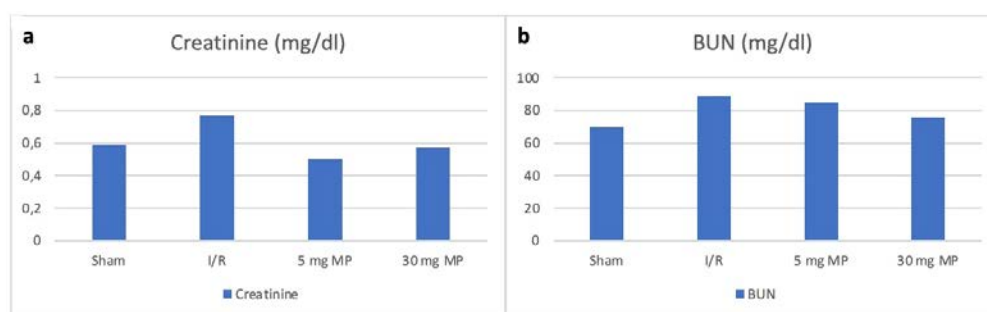 a
Creatinine (mg/dl)
1
0,8
0,6
0,4
0,2
0
Sham I/R 5 mg MP 30 mg MP
Creatinine
b
BUN (mg/dl)
100
80
60
40
20
0
Sham I/R 5 mg MP 30 mg MP
BUN